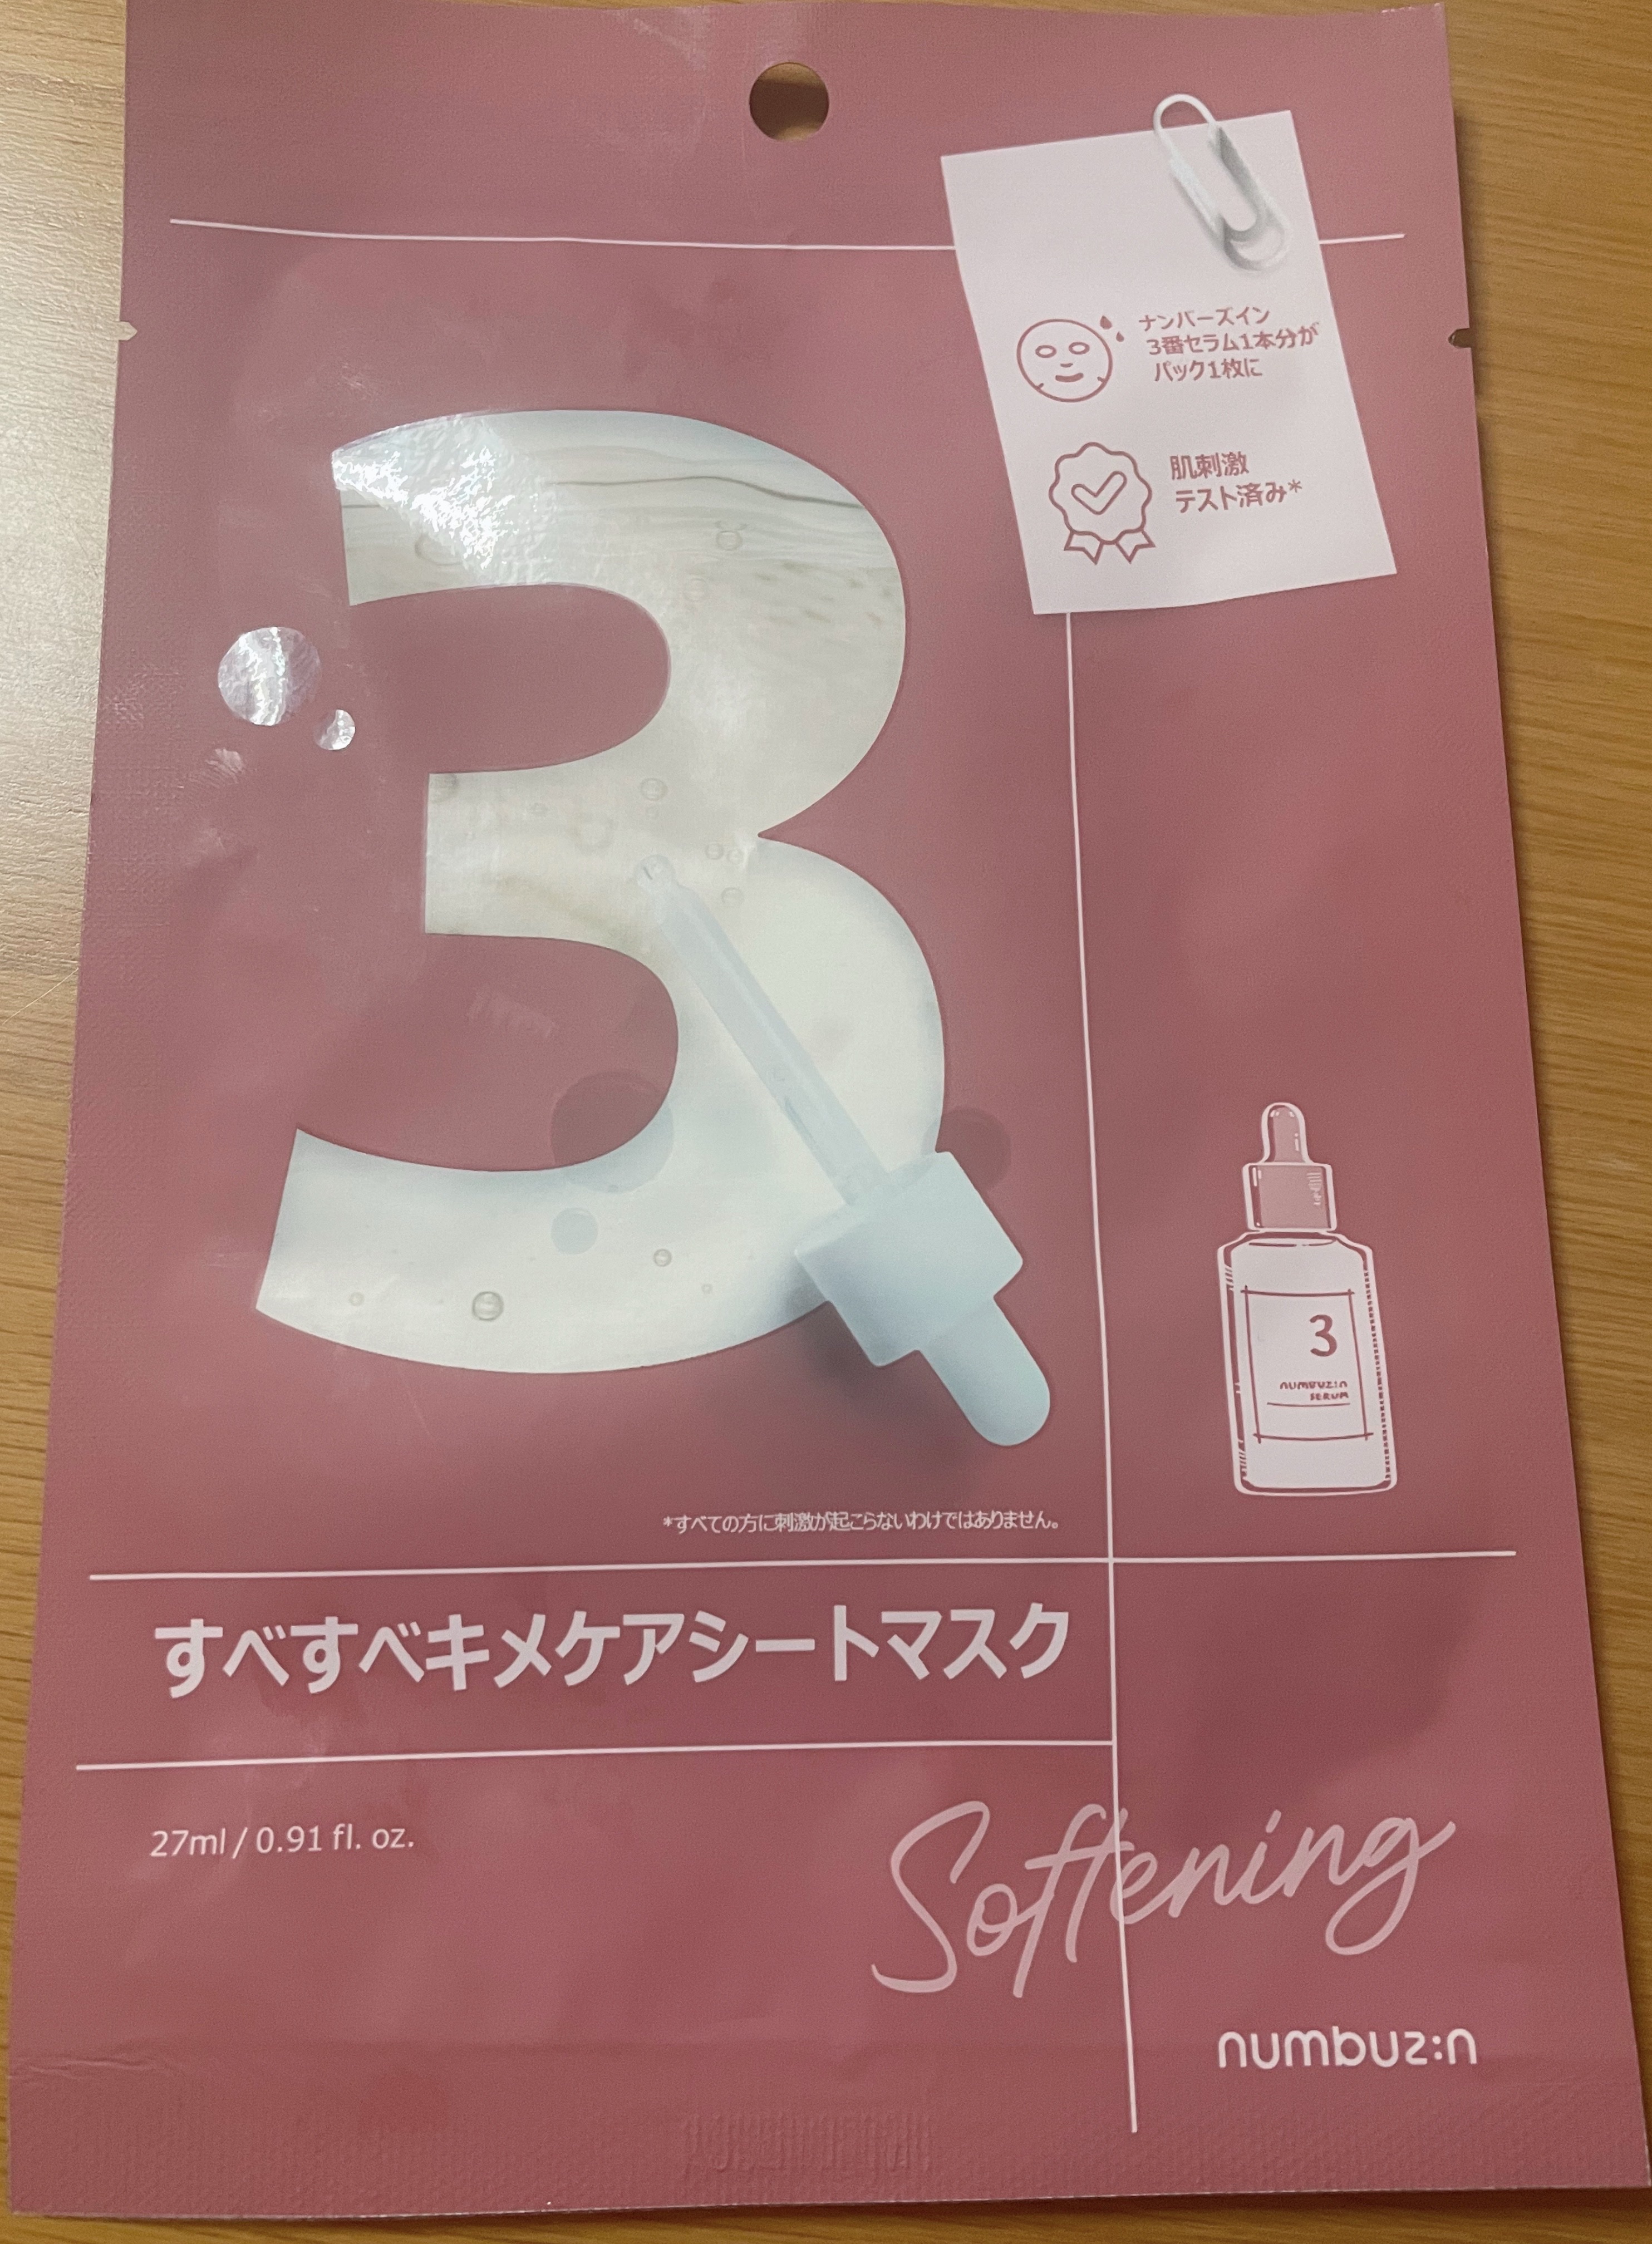 ナンバーズイン
3番セラム1本分が
パック1枚に
肌刺激
テスト済み*
3
3
numbuz:n
SERUM
*すべての方に刺激が起こらないわけではありません。
すべすべキメケアシートマスク
27ml / 0.91 fl. oz.
Softening
numbuz:n